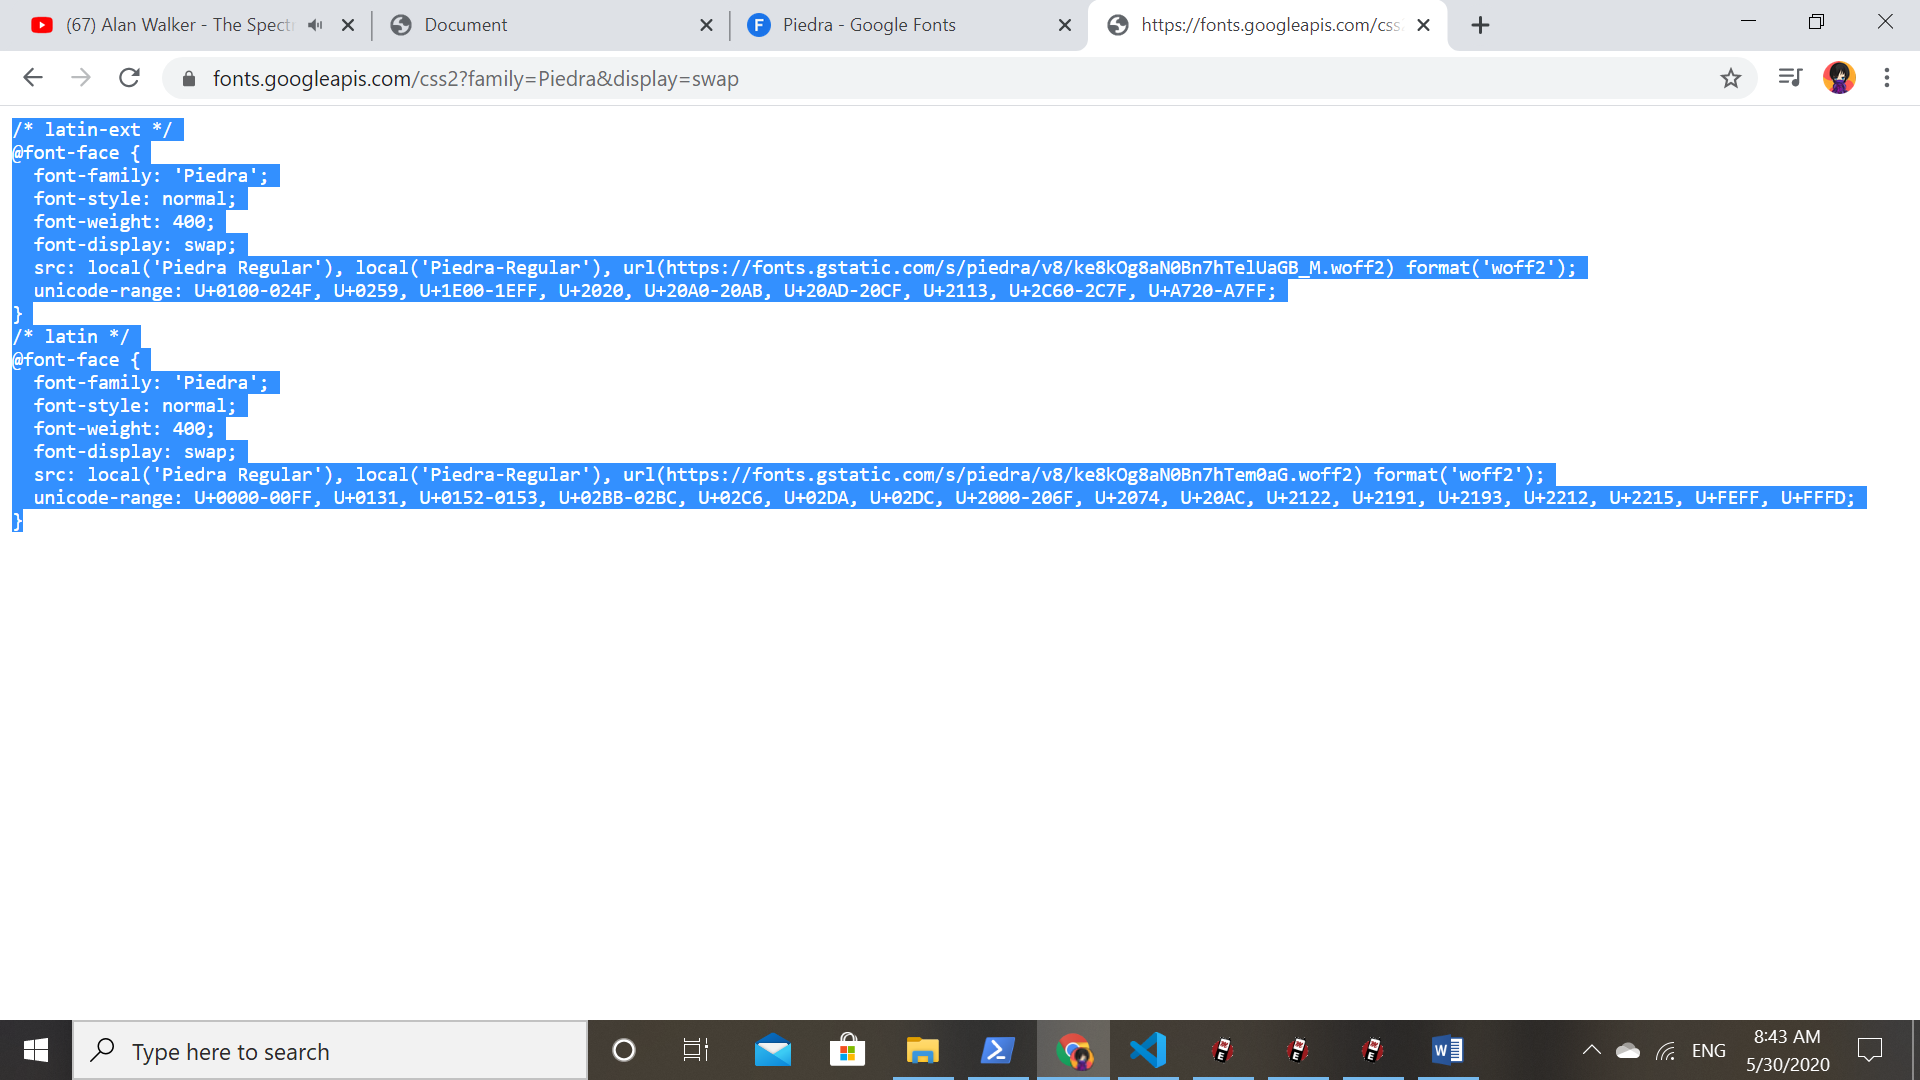 (67) Alan Walker - The Spect
Document
Piedra - Google Fonts
https://fonts.googleapis.com/css
fonts.googleapis.com/css2?family=Piedra&display=swap
/* latin-ext */
@font-face {
  font-family: 'Piedra';
  font-style: normal;
  font-weight: 400;
  font-display: swap;
  src: local('Piedra Regular'), local('Piedra-Regular'), url(https://fonts.gstatic.com/s/piedra/v8/ke8kOg8aN0Bn7hTelUaGB_M.woff2) format('woff2');
  unicode-range: U+0100-024F, U+0259, U+1E00-1EFF, U+2020, U+20A0-20AB, U+20AD-20CF, U+2113, U+2C60-2C7F, U+A720-A7FF;
}
/* latin */
@font-face {
  font-family: 'Piedra';
  font-style: normal;
  font-weight: 400;
  font-display: swap;
  src: local('Piedra Regular'), local('Piedra-Regular'), url(https://fonts.gstatic.com/s/piedra/v8/ke8kOg8aN0Bn7hTem0aG.woff2) format('woff2');
  unicode-range: U+0000-00FF, U+0131, U+0152-0153, U+02BB-02BC, U+02C6, U+02DA, U+02DC, U+2000-206F, U+2074, U+20AC, U+2122, U+2191, U+2193, U+2212, U+2215, U+FEFF, U+FFFD;
}
Type here to search
ENG
8:43 AM
5/30/2020